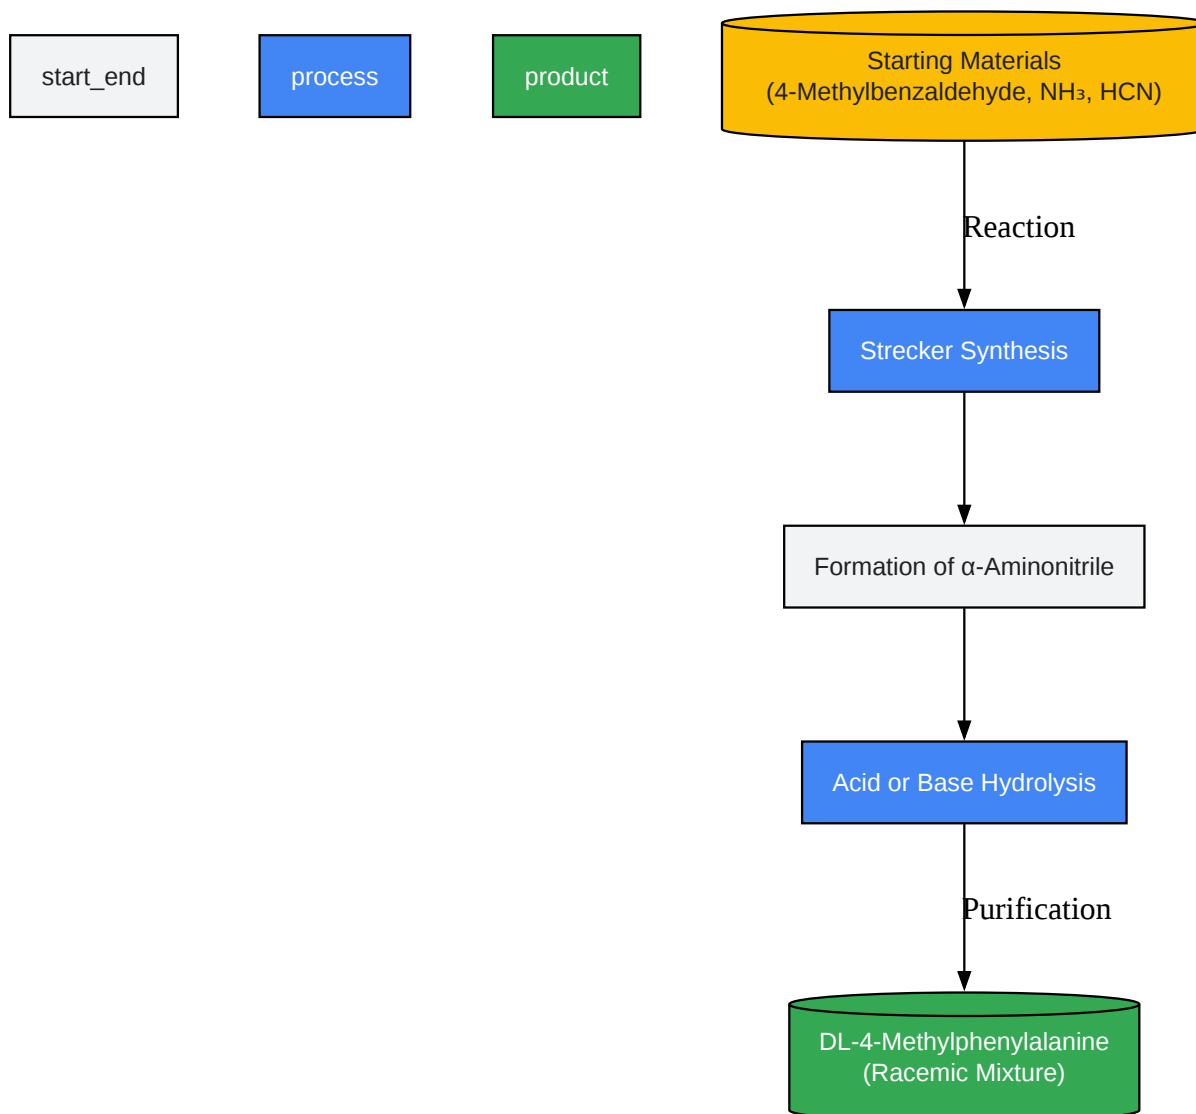 start_end
process
product
Starting Materials
(4-Methylbenzaldehyde, NH₃, HCN)
Reaction
Strecker Synthesis
Formation of α-Aminonitrile
Acid or Base Hydrolysis
Purification
DL-4-Methylphenylalanine
(Racemic Mixture)